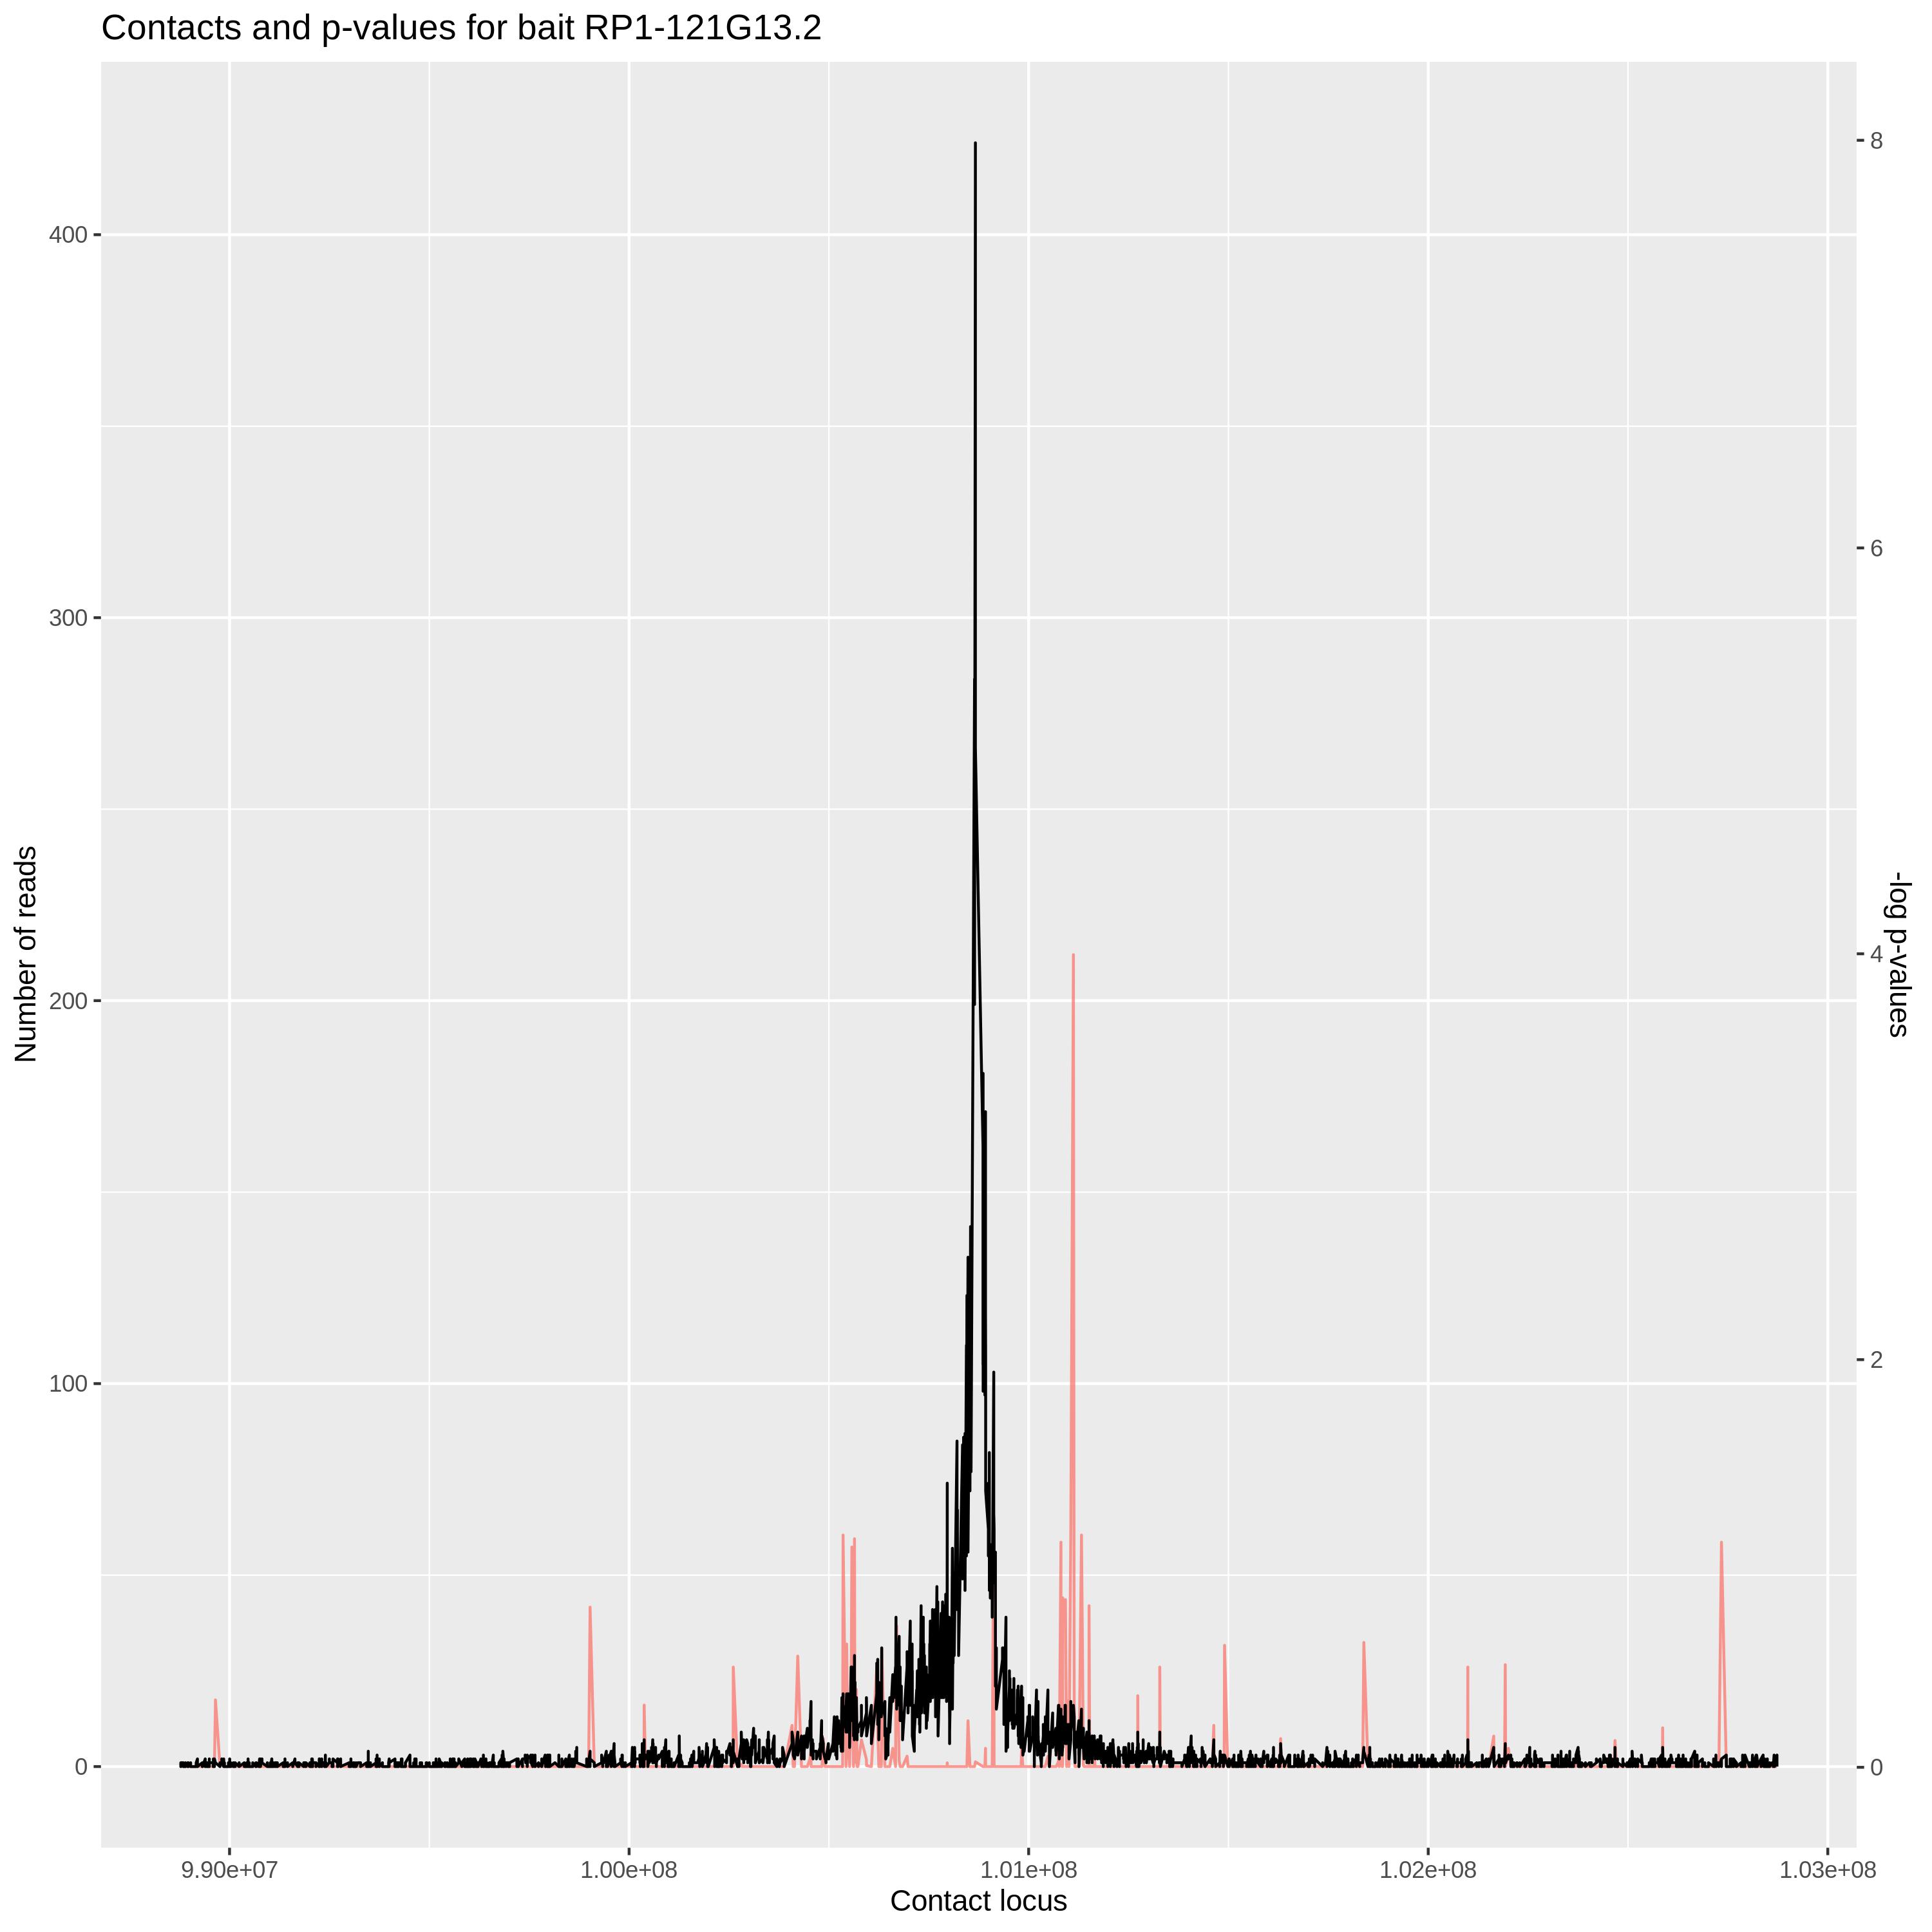 Contacts and p-values for bait RP1-121G13.2
400
300
200
100
0
Number of reads
8
6
4
2
0
-log p-values
9.90e+07
1.00e+08
1.01e+08
1.02e+08
1.03e+08
Contact locus